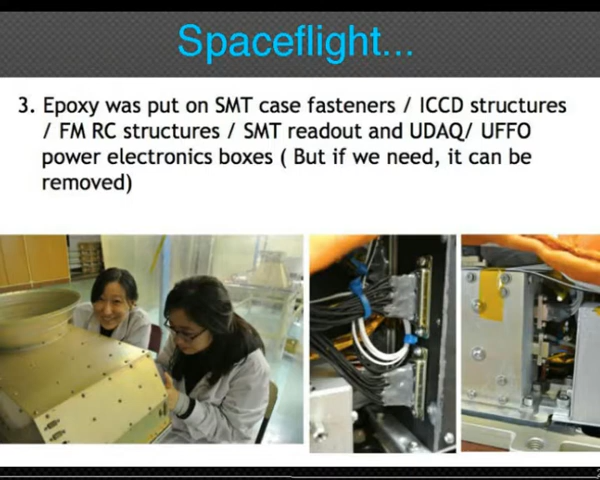 Spaceflight...
3. Epoxy was put on SMT case fasteners / ICCD structures
/ FM RC structures / SMT readout and UDAQ/ UFFO
power electronics boxes ( But if we need, it can be
removed)